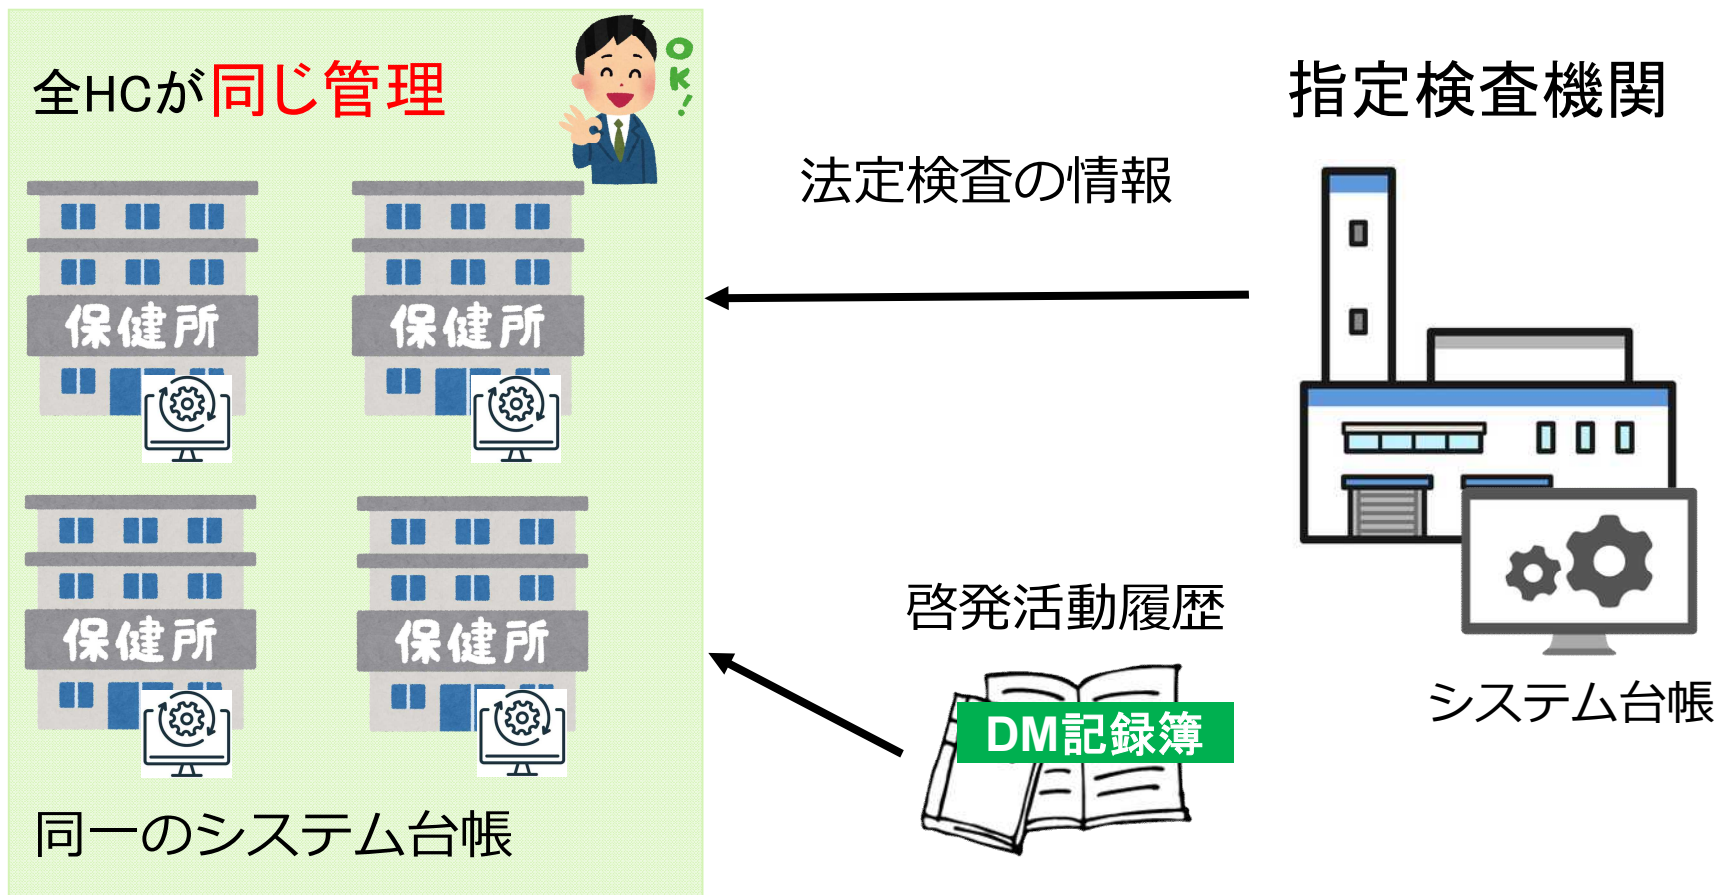 全HCが同じ管理
OK!
保健所
保健所
保健所
保健所
同一のシステム台帳
法定検査の情報
啓発活動履歴
DM記録簿
指定検査機関
システム台帳